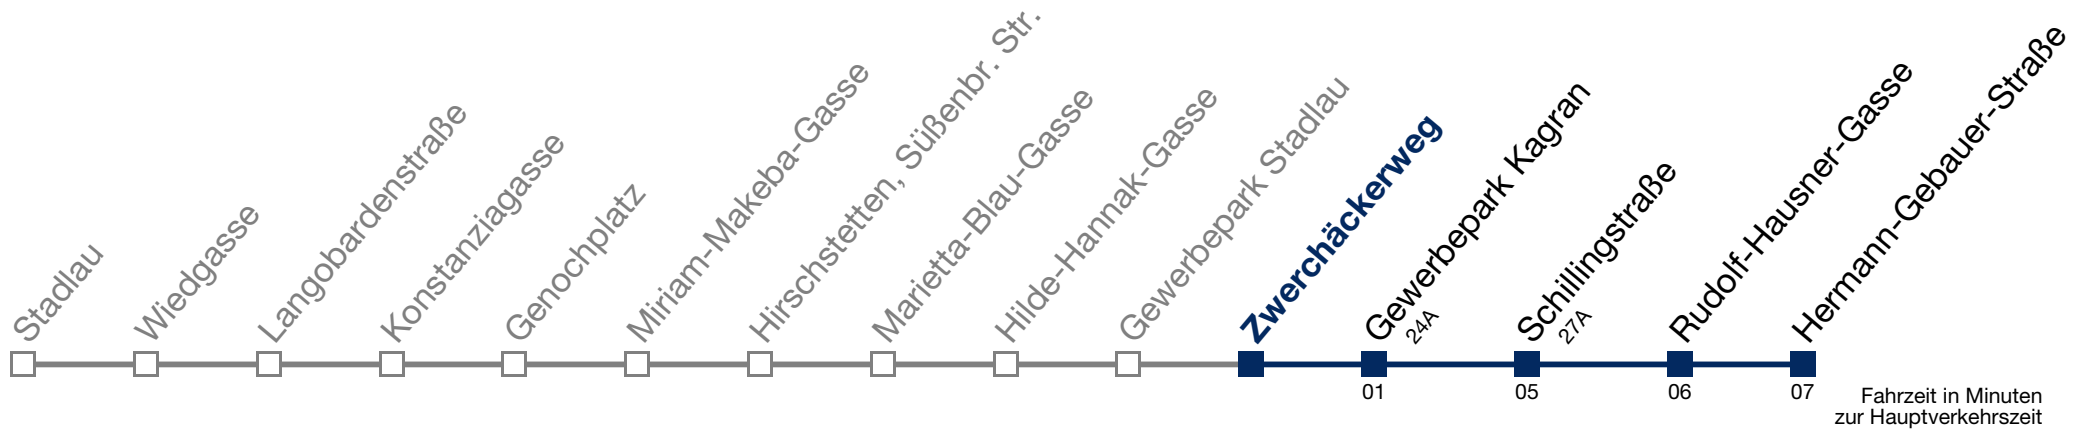 Stadlau
Wiedgasse
Langobardenstraße
Konstanziagasse
Genochplatz
Miriam-Makeba-Gasse
Hirschstetten, Süßenbr. Str.
Marietta-Blau-Gasse
Hilde-Hannak-Gasse
Gewerbepark Stadlau
Zwerchäckerweg
Gewerbepark Kagran
24A
Schillingstraße
27A
Rudolf-Hausner-Gasse
Hermann-Gebauer-Straße
01
05
06
07
Fahrzeit in Minuten
zur Hauptverkehrszeit